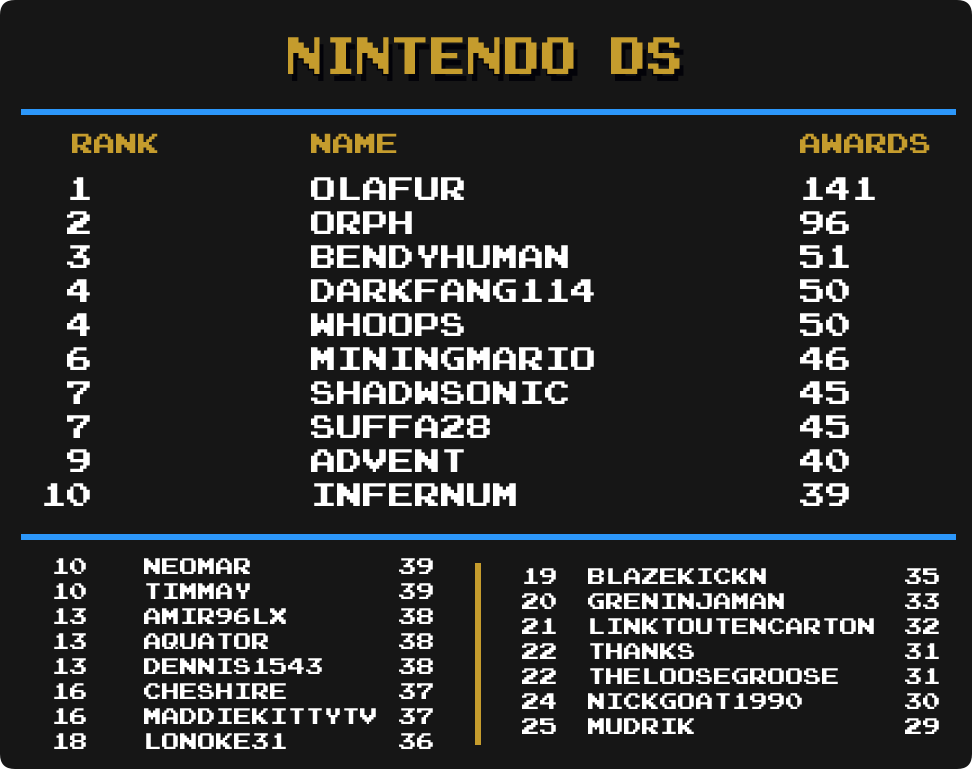 NINTENDO DS
RANK NAME AWARDS
1 OLAFUR 141
2 ORPH 96
3 BENDYHUMAN 51
4 DARKFANG114 50
4 WHOOPS 50
6 MININGMARIO 46
7 SHADWSONIC 45
7 SUFFA28 45
9 ADVENT 40
10 INFERNUM 39
10 NEOMAR 39
10 TIMMAY 39
13 AMIR96LX 38
13 AQUATOR 38
13 DENNIS1543 38
16 CHESHIRE 37
16 MADDIEKITTYTV 37
18 LONOKE31 36
19 BLAZEKICKN 35
20 GRENINJAMAN 33
21 LINKTOUTENCARTON 32
22 THANKS 31
22 THELOOSEGROOSE 31
24 NICKGOAT1990 30
25 MUDRIK 29